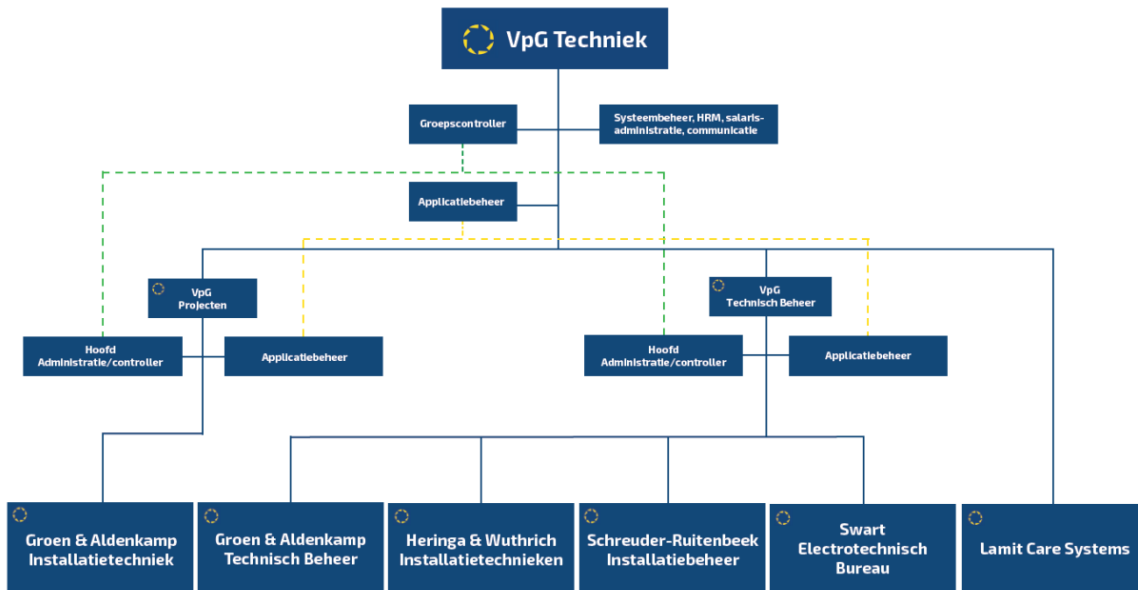 VpG Techniek
Groepscontroller
Systeembeheer, HRM, salaris-
administratie, communicatie
Applicatiebeheer
VpG
Projecten
VpG
Technisch Beheer
Hoofd
Administratie/controller
Applicatiebeheer
Hoofd
Administratie/controller
Applicatiebeheer
Groen & Aldenkamp
Installatietechniek
Groen & Aldenkamp
Technisch Beheer
Heringa & Wuthrich
Installatietechnieken
Schreuder-Ruitenbeek
Installatiebeheer
Swart
Electrotechnisch
Bureau
Lamit Care Systems